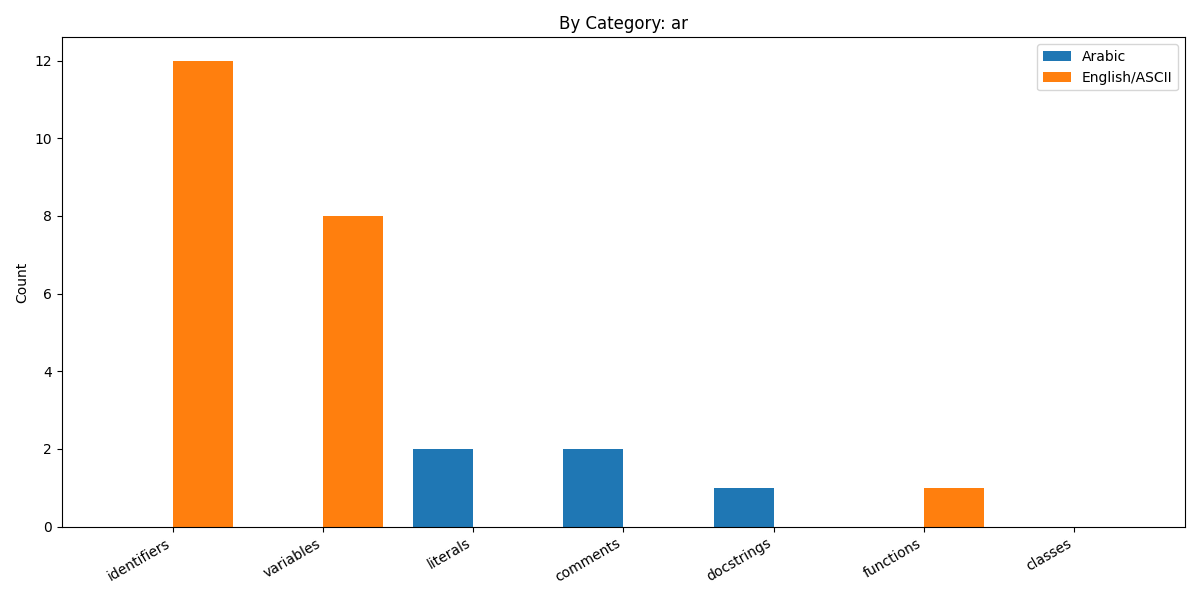 By Category: ar
Arabic
English/ASCII
Count
12
10
8
6
4
2
0
identifiers
variables
literals
comments
docstrings
functions
classes